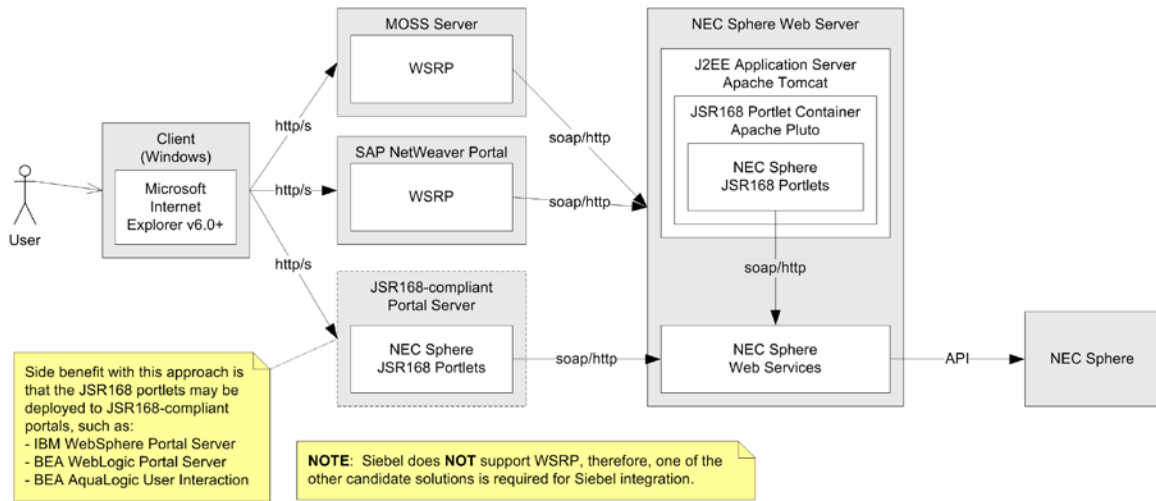 MOSS Server
WSRP
NEC Sphere Web Server
J2EE Application Server
Apache Tomcat
JSR168 Portlet Container
Apache Pluto
NEC Sphere
JSR168 Portlets
http/s
soap/http
Client
(Windows)
Microsoft
Internet
Explorer v6.0+
User
SAP NetWeaver Portal
WSRP
http/s
soap/http
http/s
soap/http
JSR168-compliant
Portal Server
NEC Sphere
JSR168 Portlets
soap/http
NEC Sphere
Web Services
API
NEC Sphere
Side benefit with this approach is
that the JSR168 portlets may be
deployed to JSR168-compliant
portals, such as:
- IBM WebSphere Portal Server
- BEA WebLogic Portal Server
- BEA AquaLogic User Interaction
NOTE: Siebel does NOT support WSRP, therefore, one of the
other candidate solutions is required for Siebel integration.